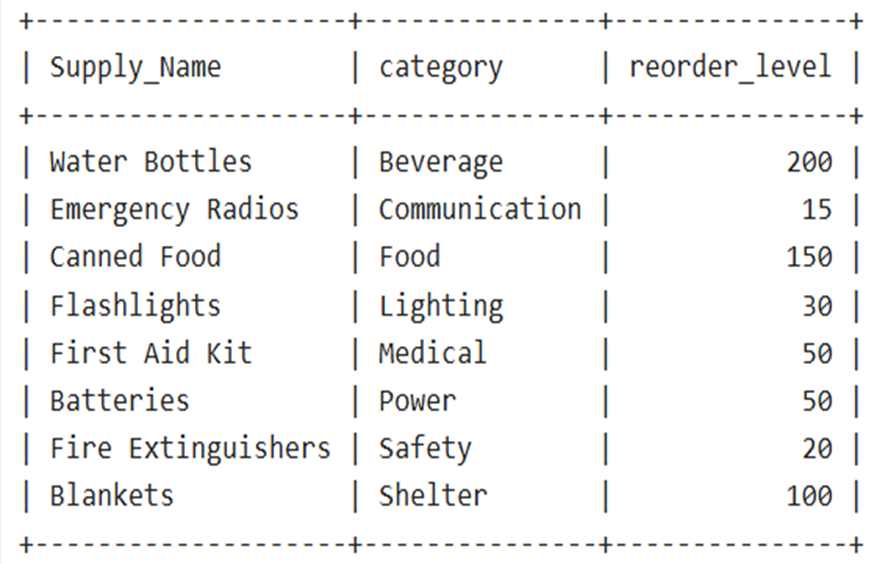 +--------------------+---------------+---------------+
| Supply_Name        | category      | reorder_level |
+--------------------+---------------+---------------+
| Water Bottles      | Beverage      |           200 |
| Emergency Radios   | Communication |            15 |
| Canned Food        | Food          |           150 |
| Flashlights        | Lighting      |            30 |
| First Aid Kit      | Medical       |            50 |
| Batteries          | Power         |            50 |
| Fire Extinguishers | Safety        |            20 |
| Blankets           | Shelter       |           100 |
+--------------------+---------------+---------------+